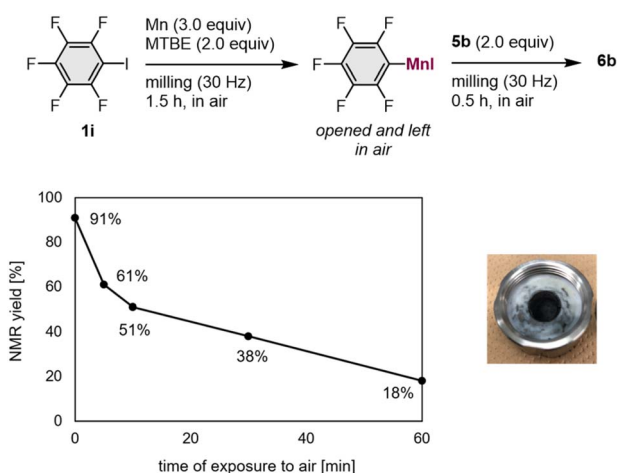 F F
F I
F F
1i
Mn (3.0 equiv)
MTBE (2.0 equiv)
milling (30 Hz)
1.5 h, in air
F F
F MnI
F F
opened and left
in air
5b (2.0 equiv)
milling (30 Hz)
0.5 h, in air
6b
NMR yield [%]
100
80
60
40
20
0
91%
61%
51%
38%
18%
0 20 40 60
time of exposure to air [min]